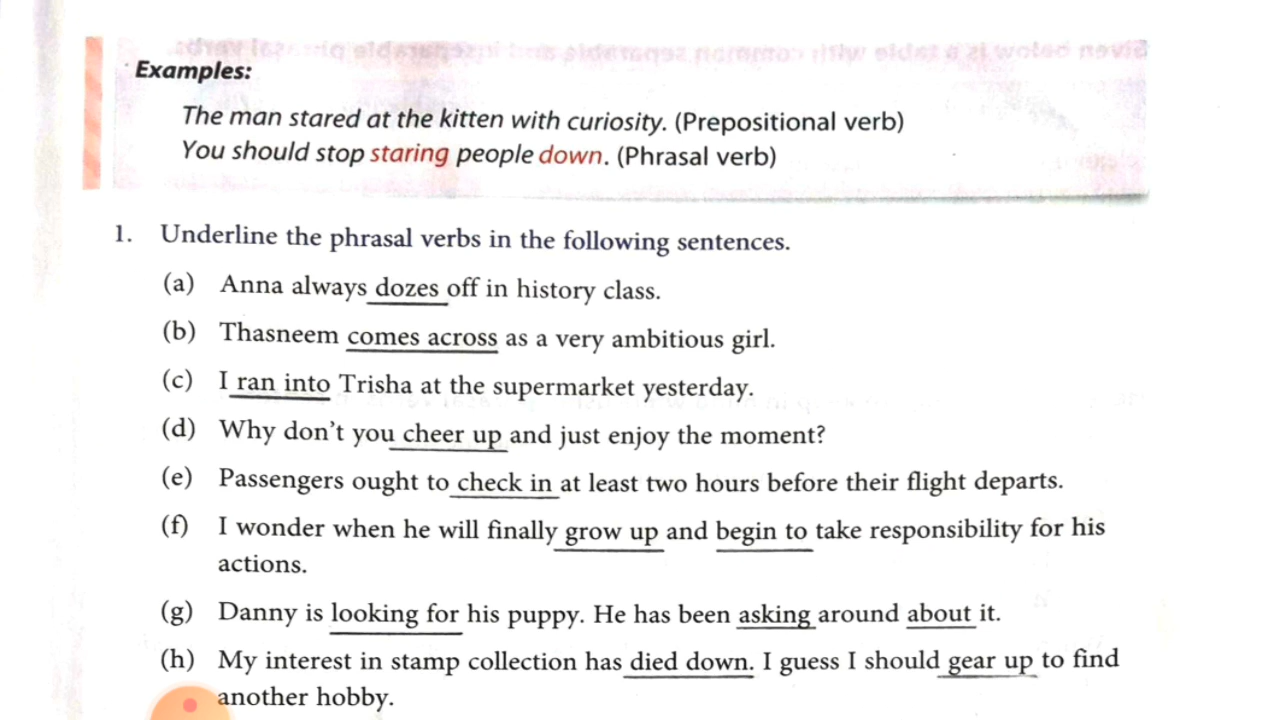 Examples:
The man stared at the kitten with curiosity. (Prepositional verb)
You should stop staring people down. (Phrasal verb)
1. Underline the phrasal verbs in the following sentences.
(a) Anna always dozes off in history class.
(b) Thasneem comes across as a very ambitious girl.
(c) I ran into Trisha at the supermarket yesterday.
(d) Why don't you cheer up and just enjoy the moment?
(e) Passengers ought to check in at least two hours before their flight departs.
(f) I wonder when he will finally grow up and begin to take responsibility for his
actions.
(g) Danny is looking for his puppy. He has been asking around about it.
(h) My interest in stamp collection has died down. I guess I should gear up to find
another hobby.